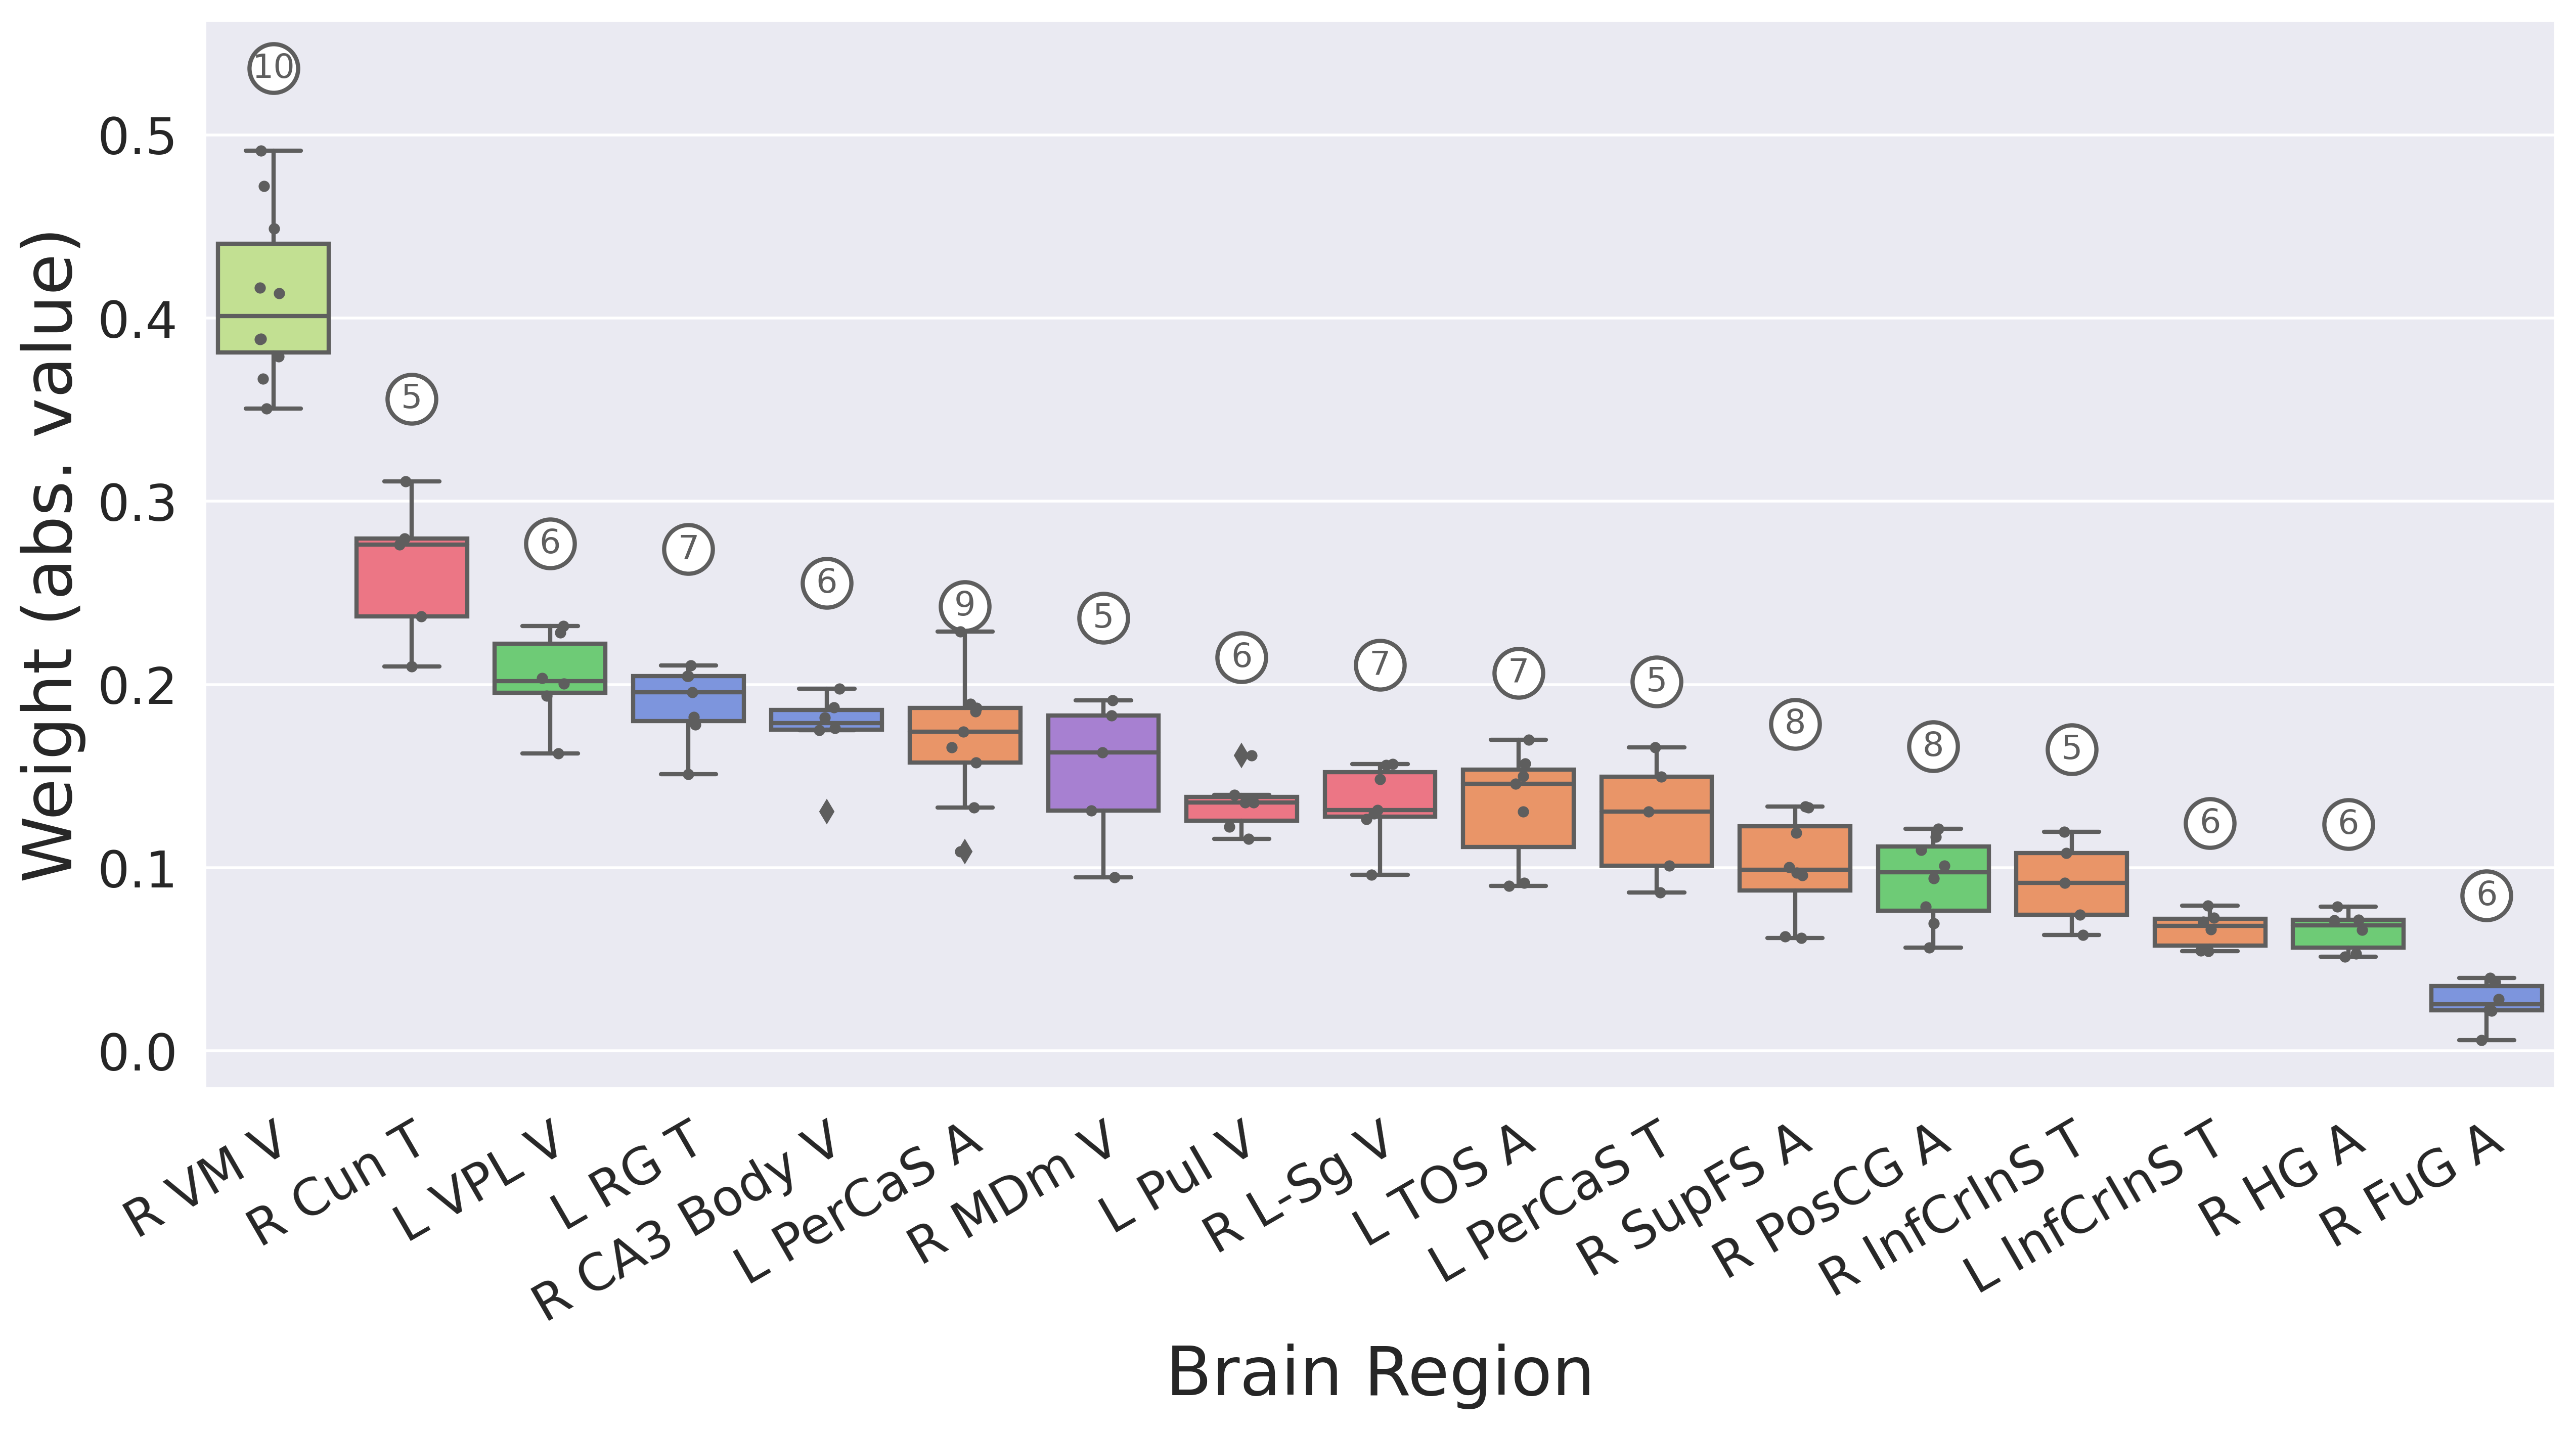 Weight (abs. value)
0.5
0.4
0.3
0.2
0.1
0.0
10
5
6
7
6
9
5
6
7
7
5
8
8
5
6
6
6
R VM V
R Cun T
L VPL V
L RG T
R CA3 Body V
L PerCaS A
R MDm V
L Pul V
R L-Sg V
L TOS A
L PerCaS T
R SupFS A
R PosCG A
R InfCrInS T
L InfCrInS T
R HG A
R FuG A
Brain Region